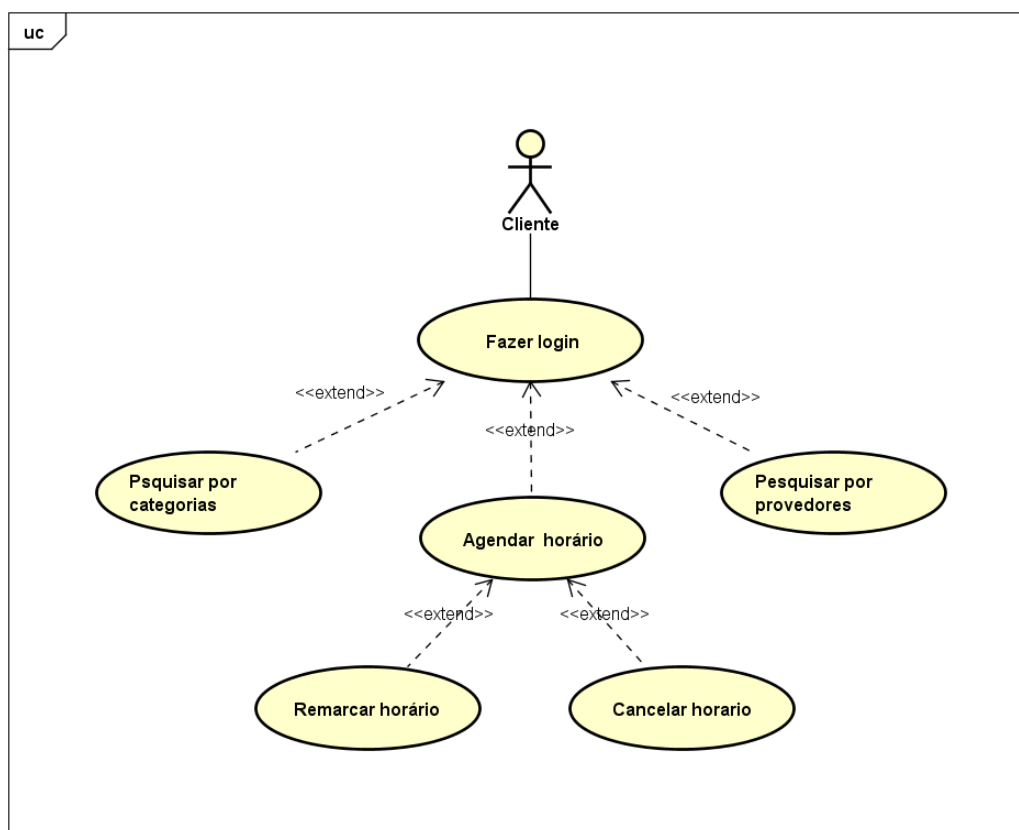 uc
Cliente
Fazer login
<<extend>>
<<extend>>
<<extend>>
Psquisar por
categorias
Pesquisar por
provedores
Agendar horário
<<extend>>
<<extend>>
Remarcar horário
Cancelar horario